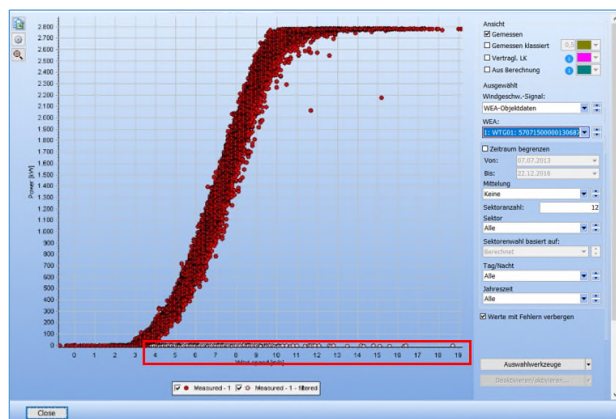 Power [kW]
2.800
2.700
2.600
2.500
2.400
2.300
2.200
2.100
2.000
1.900
1.800
1.700
1.600
1.500
1.400
1.300
1.200
1.100
1.000
900
800
700
600
500
400
300
200
100
0
0 1 2 3 4 5 6 7 8 9 10 11 12 13 14 15 16 17 18 19
Wind speed [m/s]
Measured - 1 Measured - 1 - filtered
Close
Ansicht
Gemessen
Gemessen klassiert 0,5
Vertragl. LK
Aus Berechnung
Ausgewählt
Windgeschw.-Signal:
WEA-Objektdaten
WEA:
Zeitraum begrenzen
Von: 07.07.2013
Bis: 22.12.2016
Mittelung
Keine
Sektoranzahl: 12
Sektor
Alle
Sektorenwahl basiert auf:
Berechnet
Tag/Nacht
Alle
Jahreszeit
Alle
Werte mit Fehlern verbergen
Auswahlwerkzeuge
Deaktivieren/aktivieren...